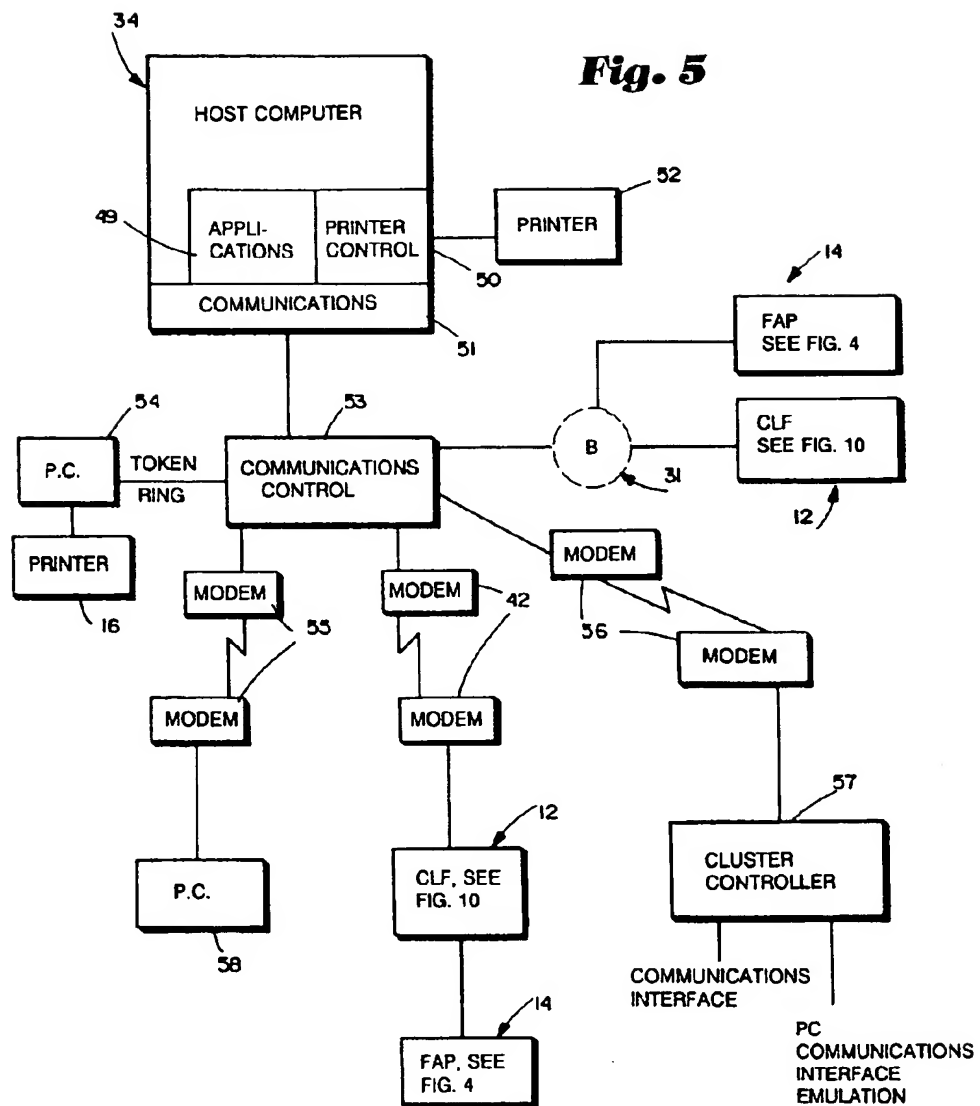 34
Fig. 5
HOST COMPUTER
52
49
APPLI-
CATIONS
PRINTER
CONTROL
PRINTER
50
14
COMMUNICATIONS
51
FAP
SEE FIG. 4
54
53
P.C.
TOKEN
RING
COMMUNICATIONS
CONTROL
B
CLF
SEE FIG. 10
31
12
PRINTER
16
MODEM
55
MODEM
42
MODEM
56
MODEM
MODEM
MODEM
57
12
CLUSTER
CONTROLLER
P.C.
58
CLF, SEE
FIG. 10
COMMUNICATIONS
INTERFACE
14
FAP, SEE
FIG. 4
PC
COMMUNICATIONS
INTERFACE
EMULATION